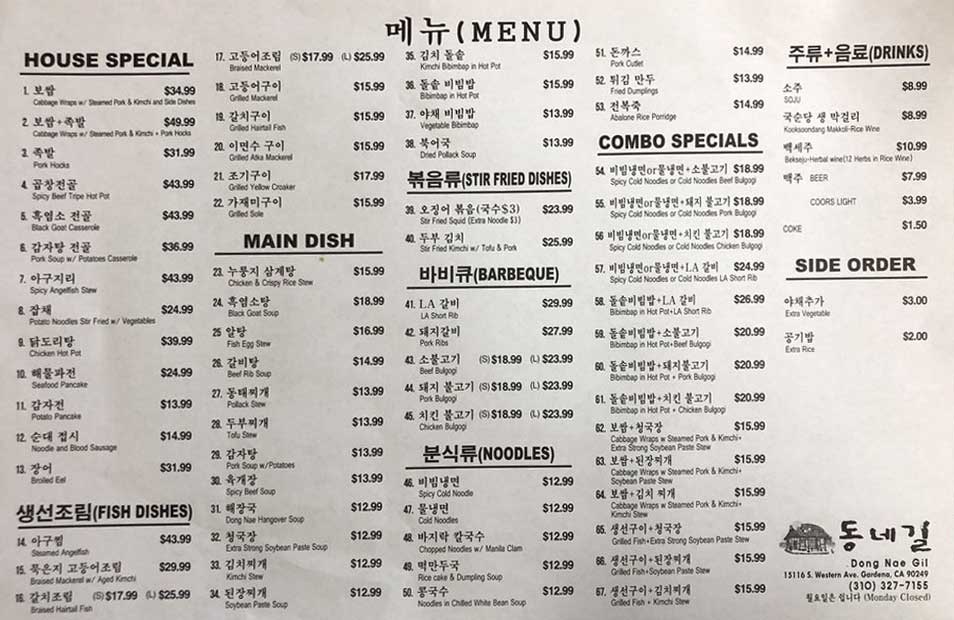 메뉴(MENU)
HOUSE SPECIAL
1. 보쌈 $34.99
Cabbage Wraps w/ Steamed Pork & Kimchi and Side Dishes
2. 보쌈+족발 $49.99
Cabbage Wraps w/ Steamed Pork & Kimchi + Pork Hocks
3. 족발 $31.99
Pork Hocks
4. 곱창전골 $43.99
Spicy Beef Tripe Hot Pot
5. 흑염소 전골 $43.99
Black Goat Casserole
6. 감자탕 전골 $36.99
Pork Soup w/ Potatoes Casserole
7. 아구지리 $43.99
Spicy Angelfish Stew
8. 잡채 $24.99
Potato Noodles Stir Fried w/ Vegetables
9. 닭도리탕 $39.99
Chicken Hot Pot
10. 해물파전 $24.99
Seafood Pancake
11. 감자전 $13.99
Potato Pancake
12. 순대 접시 $14.99
Noodle and Blood Sausage
13. 장어 $31.99
Broiled Eel
생선조림(FISH DISHES)
14. 아구찜 $43.99
Steamed Angelfish
15. 묵은지 고등어조림 $29.99
Braised Mackerel w/ Aged Kimchi
16. 갈치조림 (S) $17.99 (L) $25.99
Braised Hairtail Fish
17. 고등어조림 (S) $17.99 (L) $25.99
Braised Mackerel
18. 고등어구이 $15.99
Grilled Mackerel
19. 갈치구이 $15.99
Grilled Hairtail Fish
20. 이면수 구이 $15.99
Grilled Atka Mackerel
21. 조기구이 $17.99
Grilled Yellow Croaker
22. 가재미구이 $15.99
Grilled Sole
MAIN DISH
23. 누룽지 삼계탕 $15.99
Chicken & Crispy Rice Stew
24. 흑염소탕 $18.99
Black Goat Soup
25 알탕 $16.99
Fish Egg Stew
26. 갈비탕 $14.99
Beef Rib Soup
27. 동태찌개 $13.99
Pollack Stew
28. 두부찌개 $13.99
Tofu Stew
29. 감자탕 $13.99
Pork Soup w/Potatoes
30. 육개장 $13.99
Spicy Beef Soup
31. 해장국 $12.99
Dong Nae Hangover Soup
32. 청국장 $12.99
Extra Strong Soybean Paste Soup
33. 김치찌개 $12.99
Kimchi Stew
34. 된장찌개 $12.99
Soybean Paste Soup
35. 김치 돌솥 $15.99
Kimchi Bibimbap in Hot Pot
36. 돌솥 비빔밥 $15.99
Bibimbap in Hot Pot
37. 야채 비빔밥 $13.99
Vegetable Bibimbap
38. 북어국 $13.99
Dried Pollack Soup
볶음류(STIR FRIED DISHES)
39. 오징어 볶음(국수$3) $23.99
Stir Fried Squid (Extra Noodle $3)
40. 두부 김치 $25.99
Stir Fried Kimchi w/ Tofu & Pork
바비큐(BARBEQUE)
41. LA 갈비 $29.99
LA Short Rib
42. 돼지갈비 $27.99
Pork Ribs
43. 소불고기 (S) $18.99 (L) $23.99
Beef Bulgogi
44. 돼지 불고기 (S) $18.99 (L) $23.99
Pork Bulgogi
45. 치킨 불고기 (S) $18.99 (L) $23.99
Chicken Bulgogi
분식류(NOODLES)
46. 비빔냉면 $12.99
Spicy Cold Noodle
47. 물냉면 $12.99
Cold Noodles
48. 바지락 칼국수 $12.99
Chopped Noodles w/ Manila Clam
49. 떡만두국 $12.99
Rice cake & Dumpling Soup
50. 콩국수 $12.99
Noodles in Chilled White Bean Soup
51. 돈까스 $14.99
Pork Cutlet
52. 튀김 만두 $13.99
Fried Dumplings
53. 전복죽 $14.99
Abalone Rice Porridge
COMBO SPECIALS
54. 비빔냉면or물냉면+소불고기 $18.99
Spicy Cold Noodles or Cold Noodles Beef Bulgogi
55. 비빔냉면or물냉면+돼지 불고기 $18.99
Spicy Cold Noodles or Cold Noodles Pork Bulgogi
56 비빔냉면or물냉면+치킨 불고기 $18.99
Spicy Cold Noodles or Cold Noodles Chicken Bulgogi
57. 비빔냉면or물냉면+LA 갈비 $24.99
Spicy Cold Noodles or Cold Noodles LA Short Rib
58. 돌솥비빔밥+LA 갈비 $26.99
Bibimbap in Hot Pot+LA Short Rib
59. 돌솥비빔밥+소불고기 $20.99
Bibimbap in Hot Pot+Beef Bulgogi
60. 돌솥비빔밥+돼지불고기 $20.99
Bibimbap in Hot Pot + Pork Bulgogi
61. 돌솥비빔밥+치킨 불고기 $20.99
Bibimbap in Hot Pot + Chicken Bulgogi
62. 보쌈+청국장 $15.99
Cabbage Wraps w Steamed Pork & Kimchi+
Extra Strong Soybean Paste Soup
63. 보쌈+된장찌개 $15.99
Cabbage Wraps w Steamed Pork & Kimchi+
Soybean Paste Stew
64. 보쌈+김치 찌개 $15.99
Cabbage Wraps w Steamed Pork & Kimchi+
Kimchi Stew
65. 생선구이+청국장 $15.99
Grilled Fish+Extra Strong Soybean Paste Stew
66. 생선구이+된장찌개 $15.99
Grilled Fish+Soybean Paste Stew
67. 생선구이+김치찌개 $15.99
Grilled Fish + Kimchi Stew
주류+음료(DRINKS)
소주 $8.99
SOJU
국순당 생 막걸리 $8.99
Kooksoondang Makkoli-Rice Wine
백세주 $10.99
Bekseju-Herbal wine(12 Herbs in Rice Wine)
맥주 BEER $7.99
COORS LIGHT $3.99
COKE $1.50
SIDE ORDER
야채추가 $3.00
Extra Vegetable
공기밥 $2.00
Extra Rice
동네길
Dong Nae Gil
15116 S. Western Ave. Gardena, CA 90249
(310) 327-7155
월요일은 쉽니다 (Monday Closed)